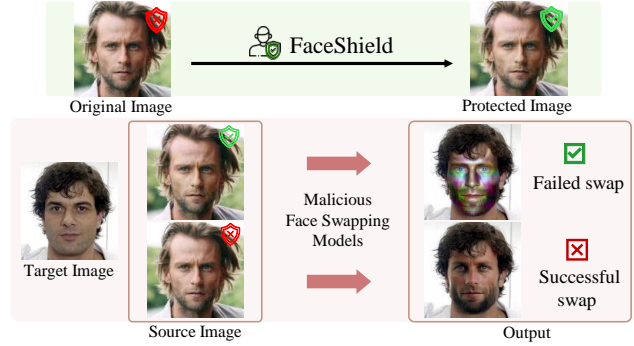 FaceShield
Original Image
Protected Image
Target Image
Malicious
Face Swapping
Models
Failed swap
Successful
swap
Source Image
Output